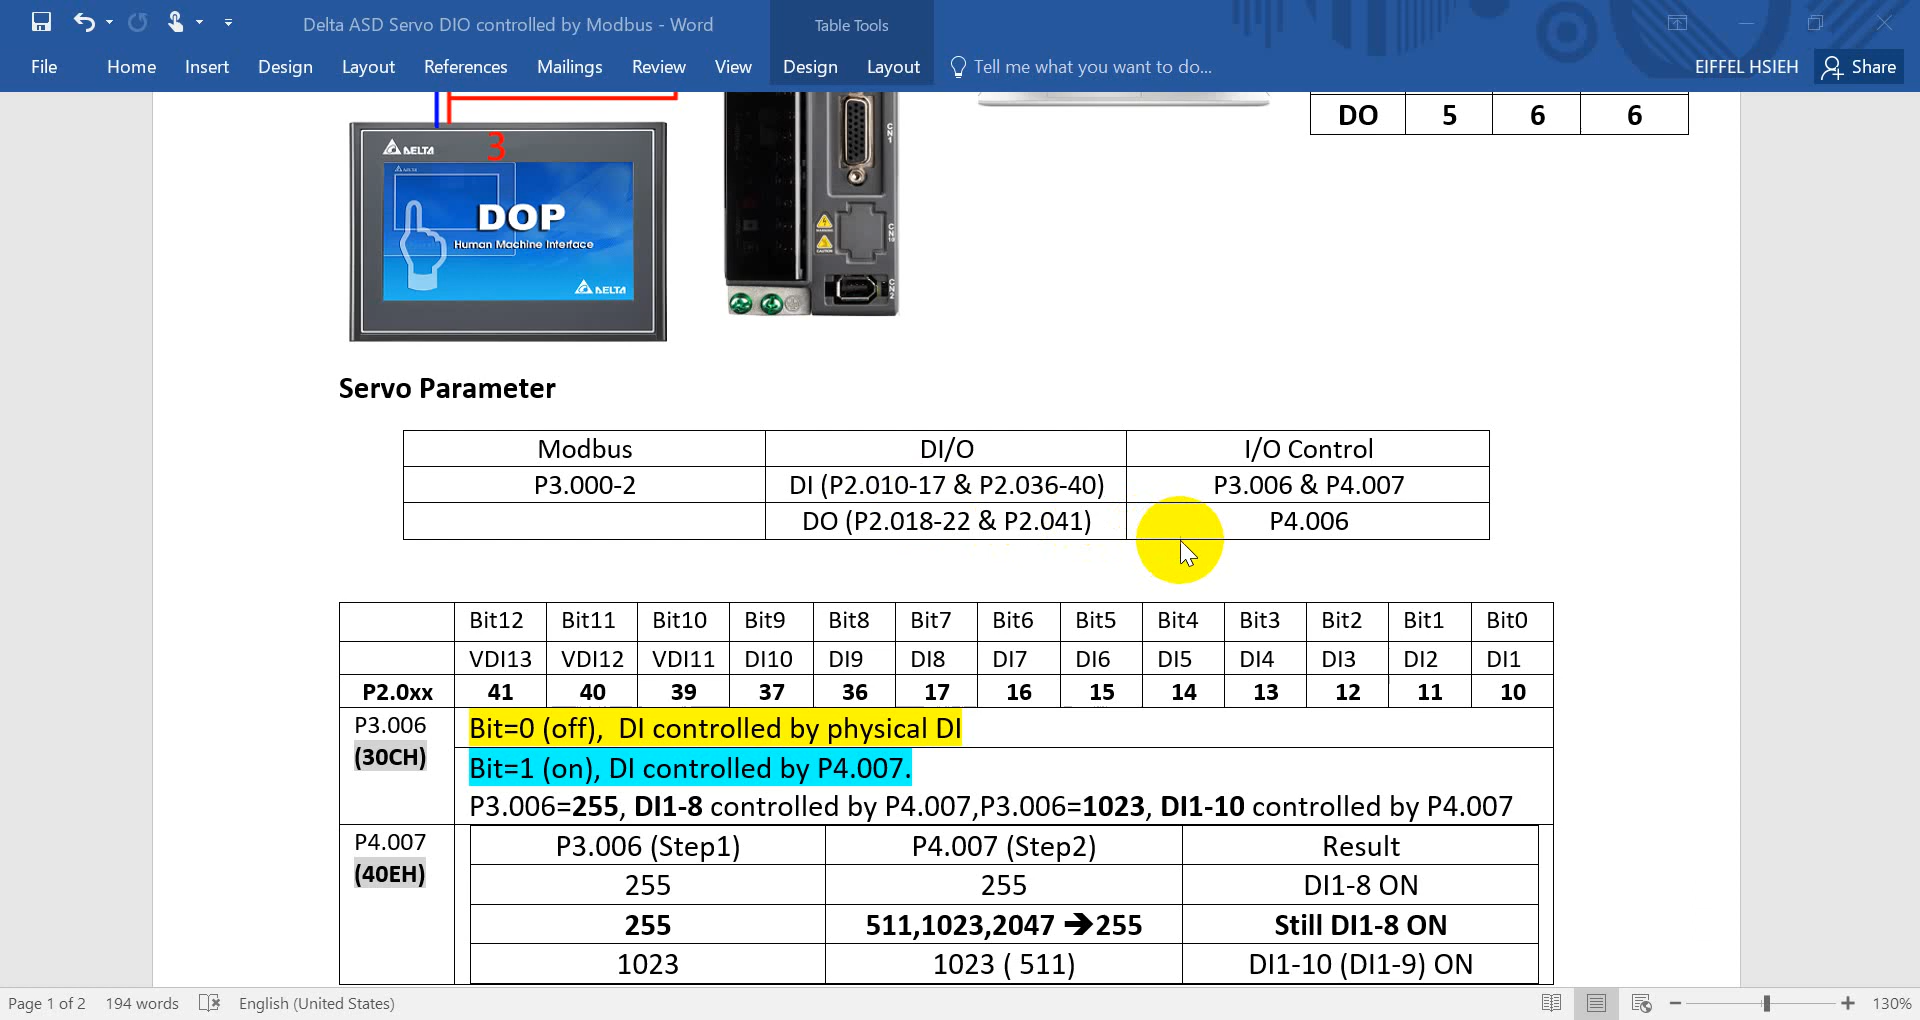 Delta ASD Servo DIO controlled by Modbus - Word
Table Tools
File Home Insert Design Layout References Mailings Review View Design Layout Tell me what you want to do... EIFFEL HSIEH Share
DO 5 6 6
3
DELTA
DOP
Human Machine Interface
DELTA
CN1
WARNING
CAUTION
CN2
Servo Parameter
Modbus DI/O I/O Control
P3.000-2 DI (P2.010-17 & P2.036-40) P3.006 & P4.007
DO (P2.018-22 & P2.041) P4.006
Bit12 Bit11 Bit10 Bit9 Bit8 Bit7 Bit6 Bit5 Bit4 Bit3 Bit2 Bit1 Bit0
VDI13 VDI12 VDI11 DI10 DI9 DI8 DI7 DI6 DI5 DI4 DI3 DI2 DI1
P2.0xx 41 40 39 37 36 17 16 15 14 13 12 11 10
P3.006
(30CH)
Bit=0 (off), DI controlled by physical DI
Bit=1 (on), DI controlled by P4.007.
P3.006=255, DI1-8 controlled by P4.007,P3.006=1023, DI1-10 controlled by P4.007
P4.007
(40EH)
P3.006 (Step1) P4.007 (Step2) Result
255 255 DI1-8 ON
255 511,1023,2047 ➔255 Still DI1-8 ON
1023 1023 ( 511) DI1-10 (DI1-9) ON
Page 1 of 2 194 words English (United States) 130%